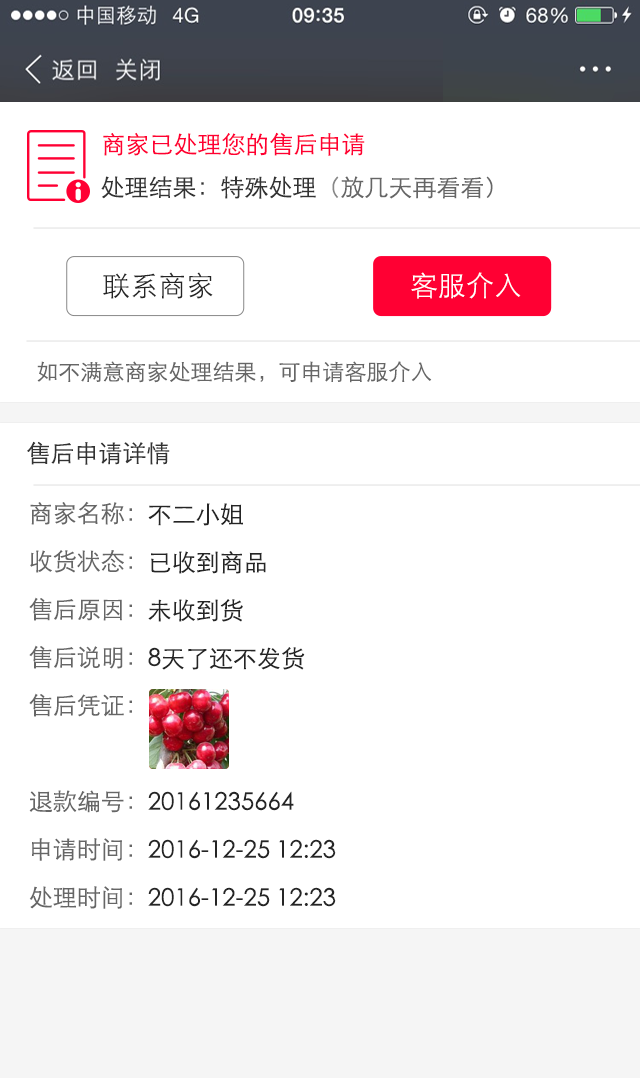 中国移动 4G 09:35 68%
返回 关闭
商家已处理您的售后申请
处理结果：特殊处理（放几天再看看）
联系商家 客服介入
如不满意商家处理结果，可申请客服介入
售后申请详情
商家名称：不二小姐
收货状态：已收到商品
售后原因：未收到货
售后说明：8天了还不发货
售后凭证：
退款编号：20161235664
申请时间：2016-12-25 12:23
处理时间：2016-12-25 12:23